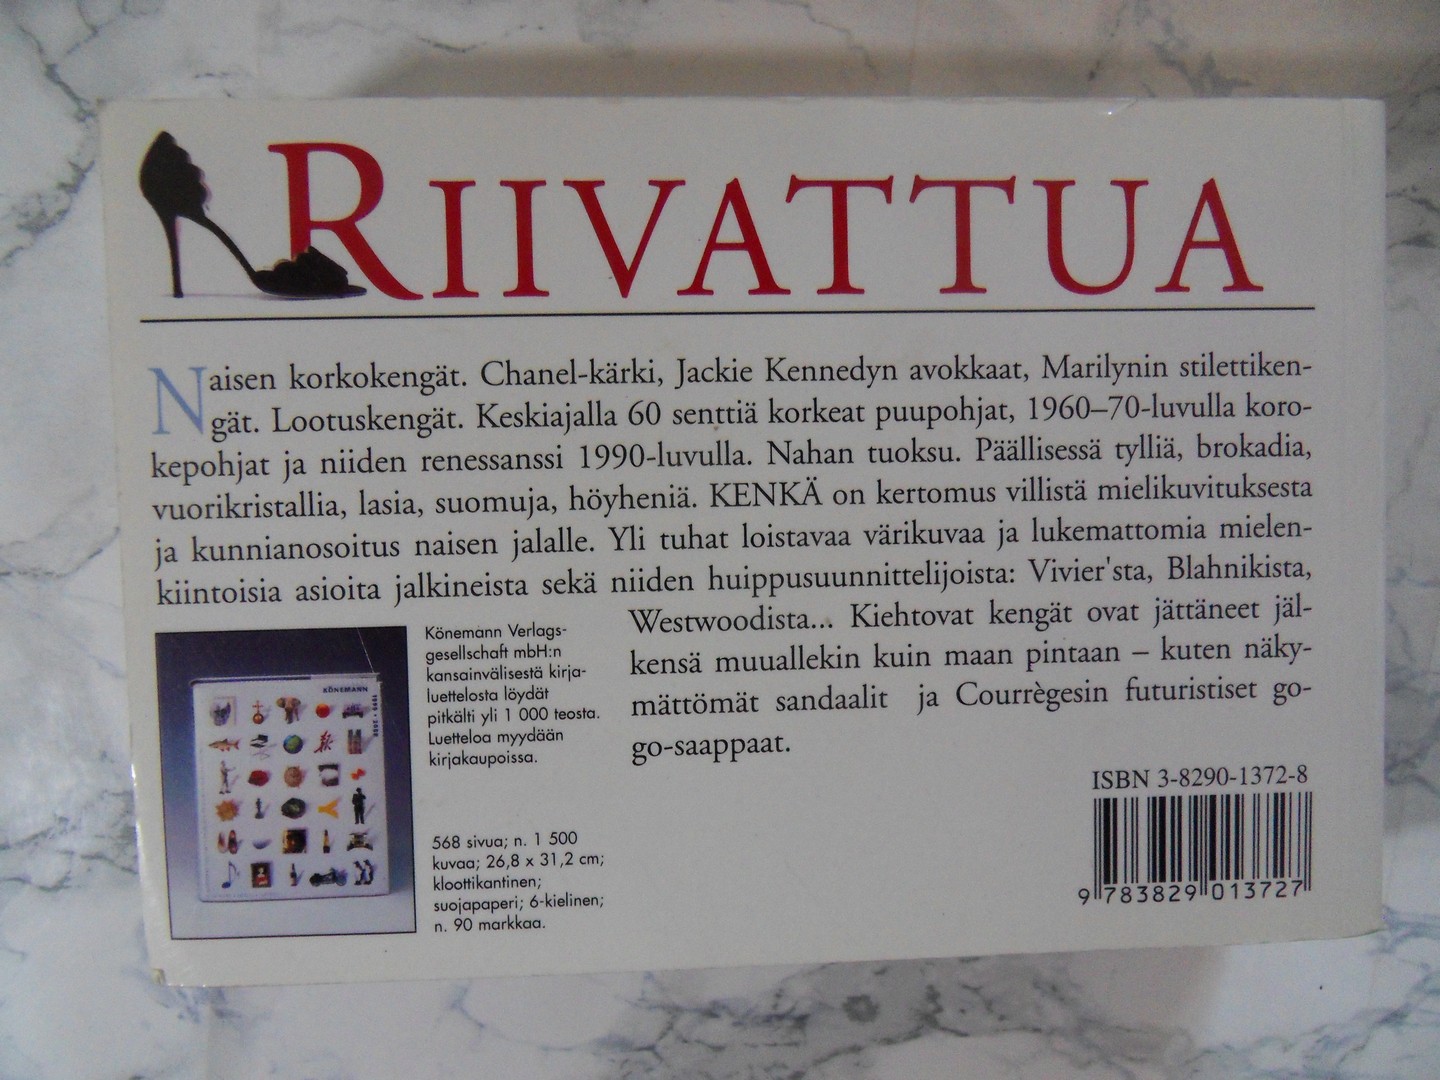 RIIVATTUA
Naisen korkokengät. Chanel-kärki, Jackie Kennedyn avokkaat, Marilynin stilettiken-
gät. Lootuskengät. Keskiajalla 60 senttiä korkeat puupohjat, 1960–70-luvulla koro-
kepohjat ja niiden renessanssi 1990-luvulla. Nahan tuoksu. Päällisessä tylliä, brokadia,
vuorikristallia, lasia, suomuja, höyheniä. KENKÄ on kertomus villistä mielikuvituksesta
ja kunnianosoitus naisen jalalle. Yli tuhat loistavaa värikuvaa ja lukemattomia mielen-
kiintoisia asioita jalkineista sekä niiden huippusuunnittelijoista: Vivier'sta, Blahnikista,
Westwoodista... Kiehtovat kengät ovat jättäneet jäl-
kensä muuallekin kuin maan pintaan – kuten näky-
mättömät sandaalit ja Courrègesin futuristiset go-
go-saappaat.
KÖNEMANN
Könemann Verlags-
gesellschaft mbH:n
kansainvälisestä kirja-
luettelosta löydät
pitkälti yli 1 000 teosta.
Luetteloa myydään
kirjakaupoissa.
568 sivua; n. 1 500
kuvaa; 26,8 x 31,2 cm;
kloottikantinen;
suojapaperi; 6-kielinen;
n. 90 markkaa.
ISBN 3-8290-1372-8
9 783829 013727